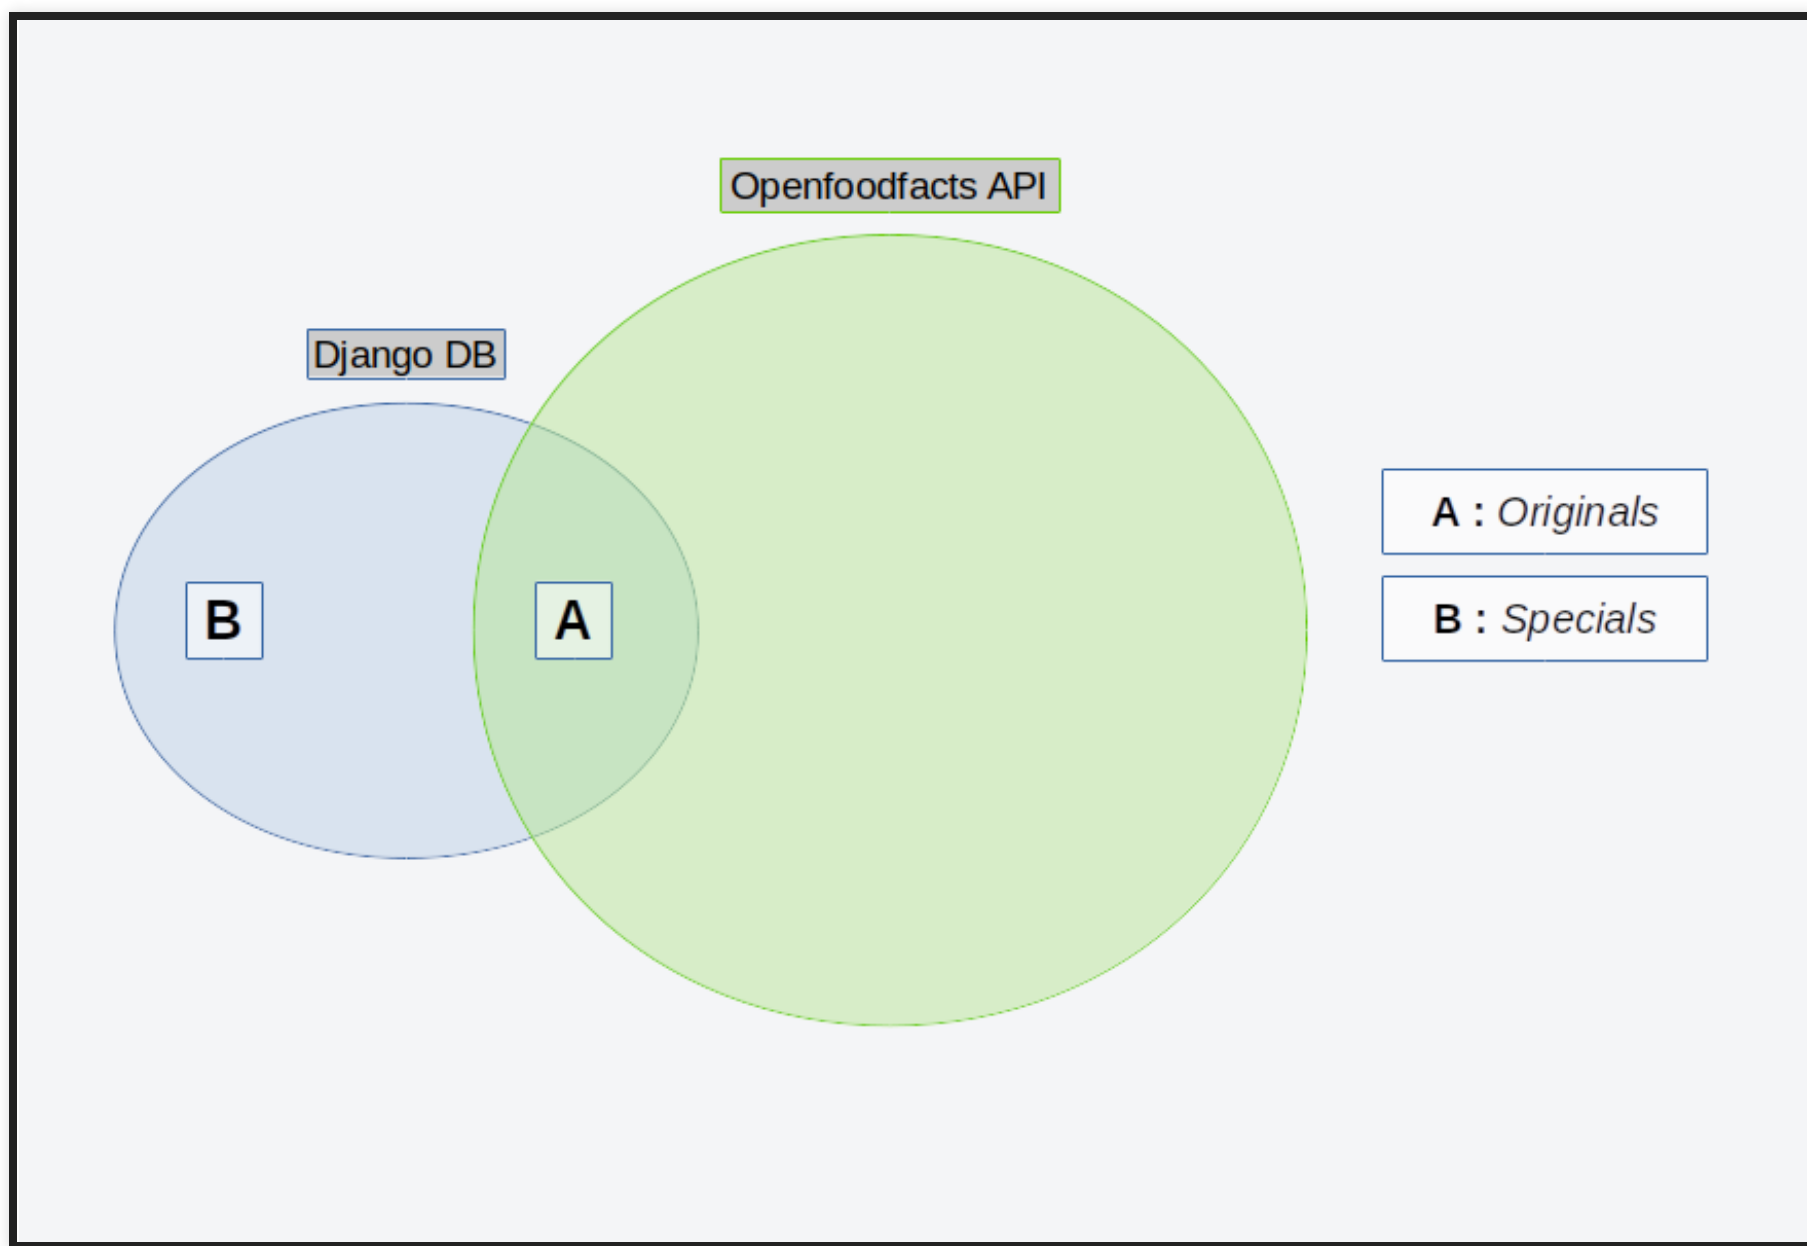 Openfoodfacts API
Django DB
A : Originals
B : Specials
B
A